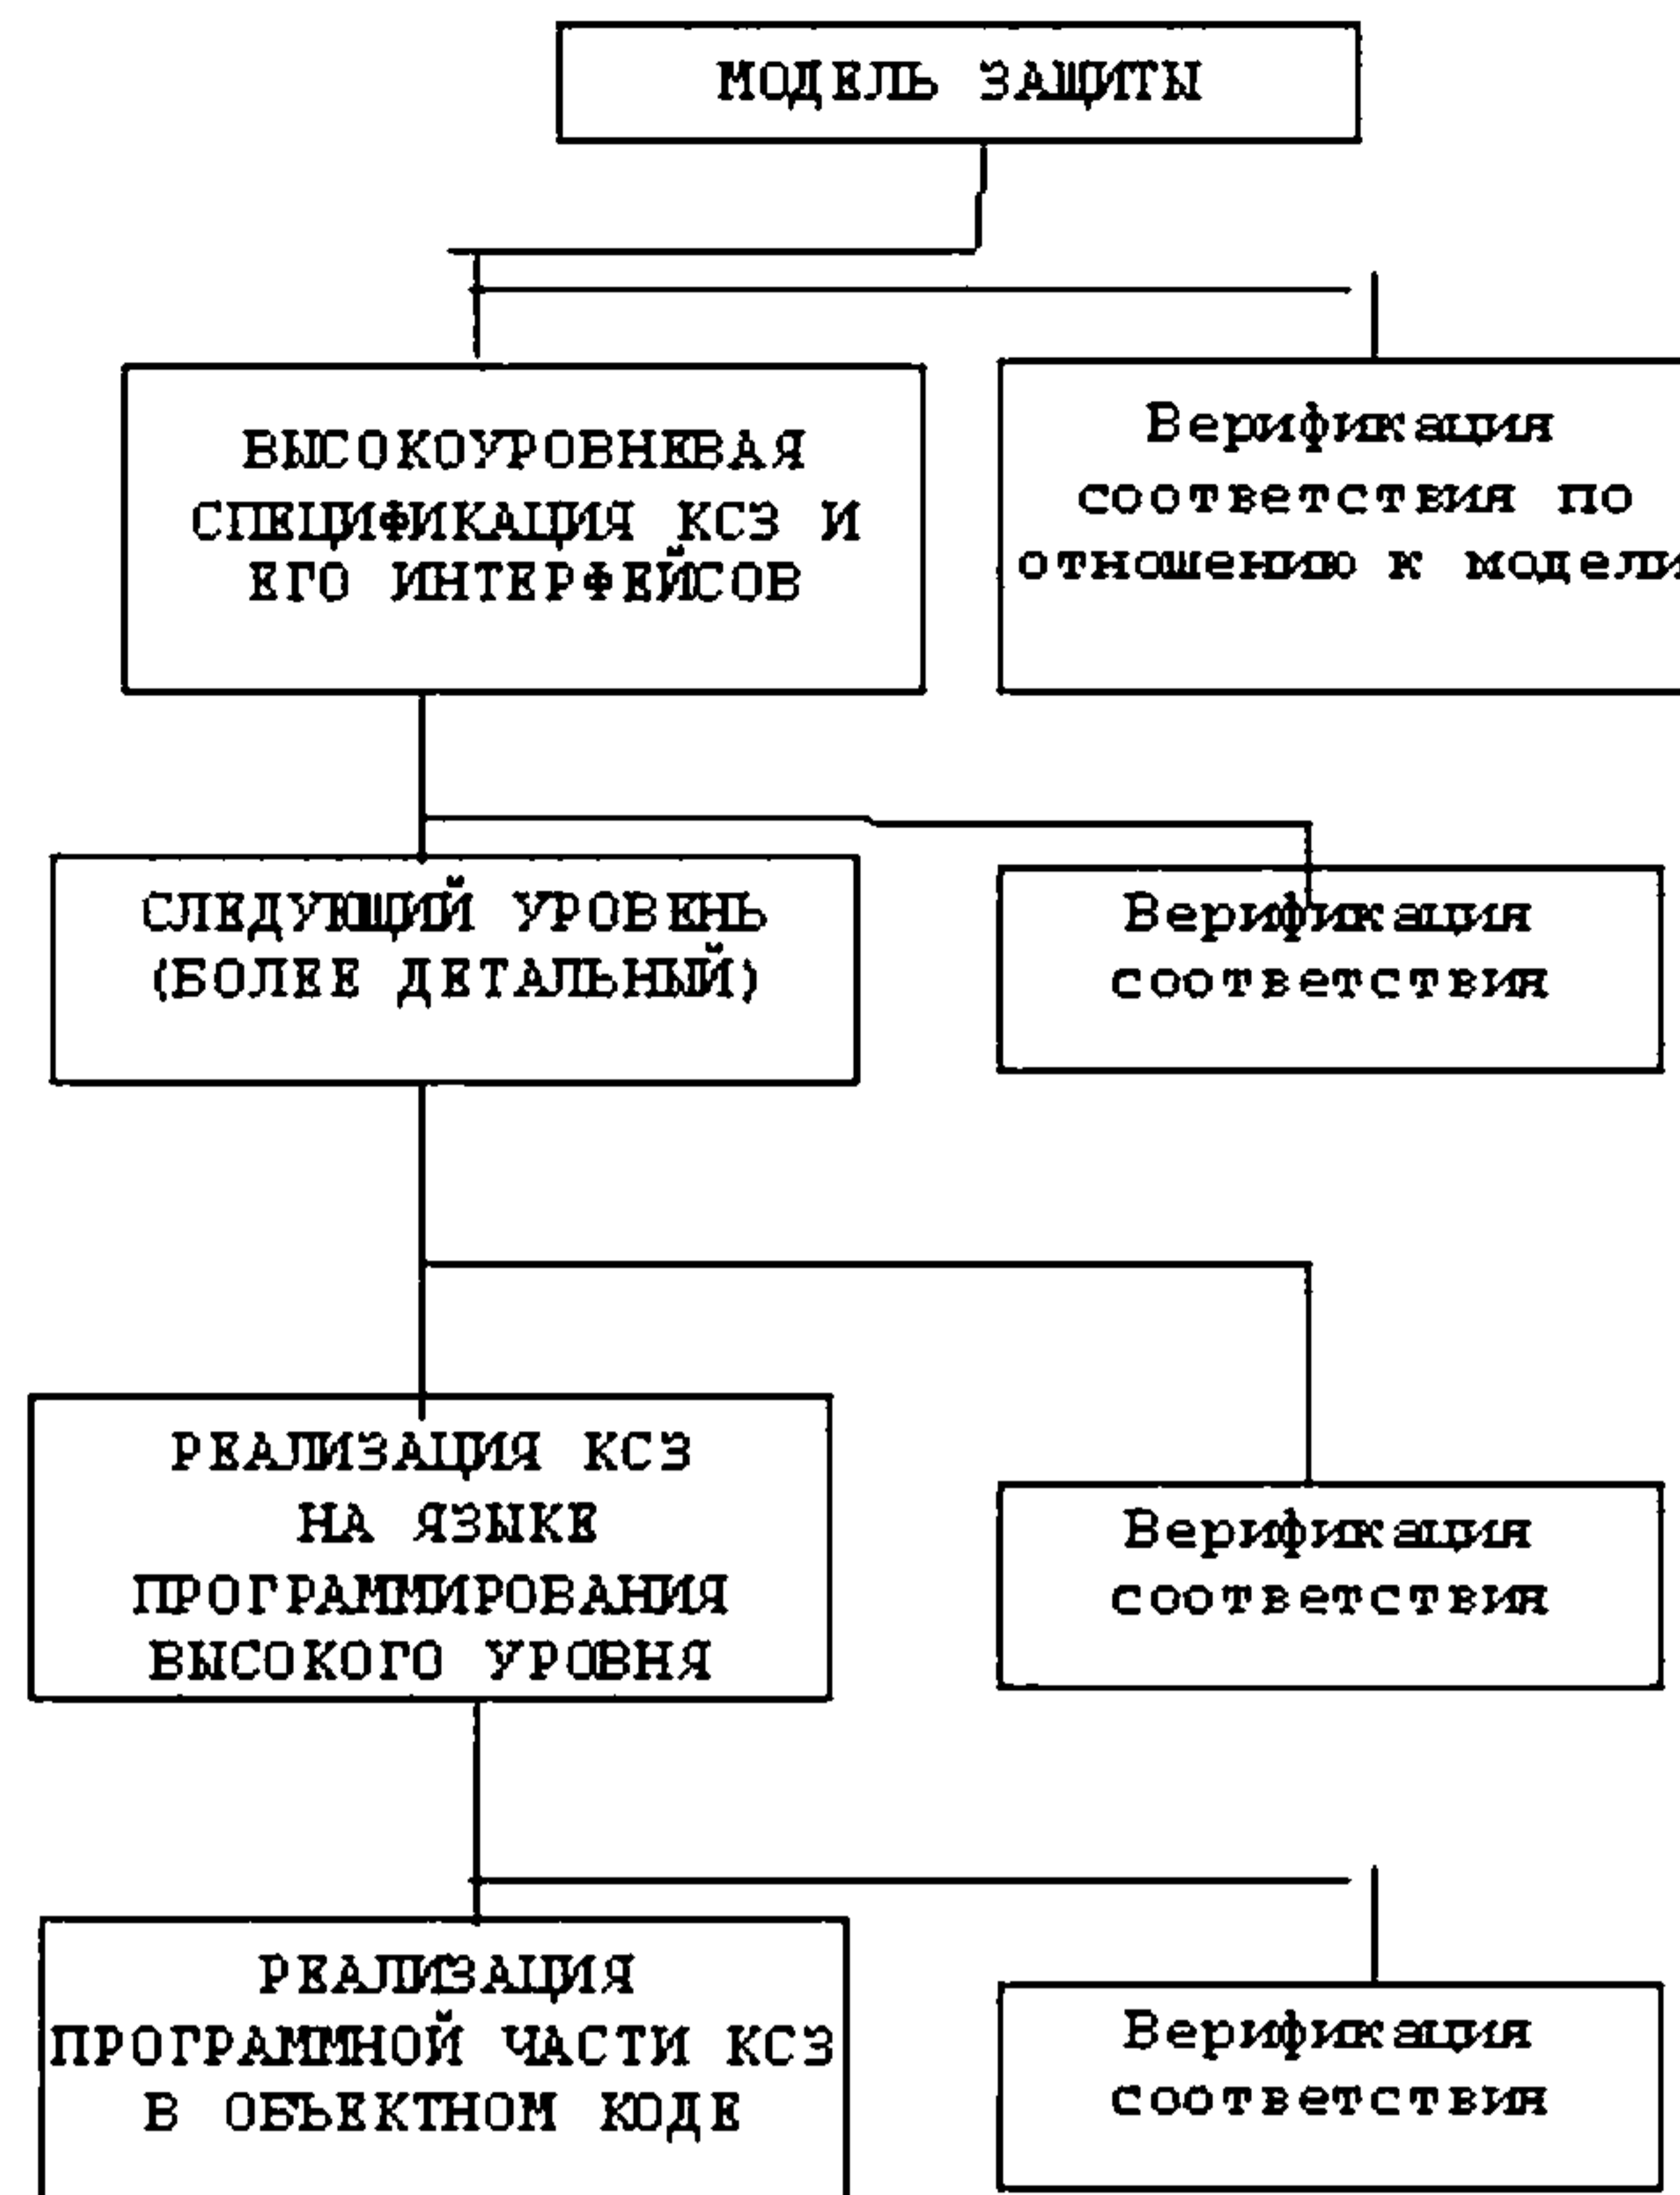 МОДЕЛЬ ЗАЩИТЫ
ВЫСОКОУРОВНЕВАЯ
СПЕЦИФИКАЦИЯ КСЗ И
ЕГО ИНТЕРФЕЙСОВ
Верификация
соответствия по
отношению к модели
СЛЕДУЮЩИЙ УРОВЕНЬ
(БОЛЕЕ ДЕТАЛЬНЫЙ)
Верификация
соответствия
РЕАЛИЗАЦИЯ КСЗ
НА ЯЗЫКЕ
ПРОГРАММИРОВАНИЯ
ВЫСОКОГО УРОВНЯ
Верификация
соответствия
РЕАЛИЗАЦИЯ
ПРОГРАММНОЙ ЧАСТИ КСЗ
В ОБЪЕКТНОМ КОДЕ
Верификация
соответствия